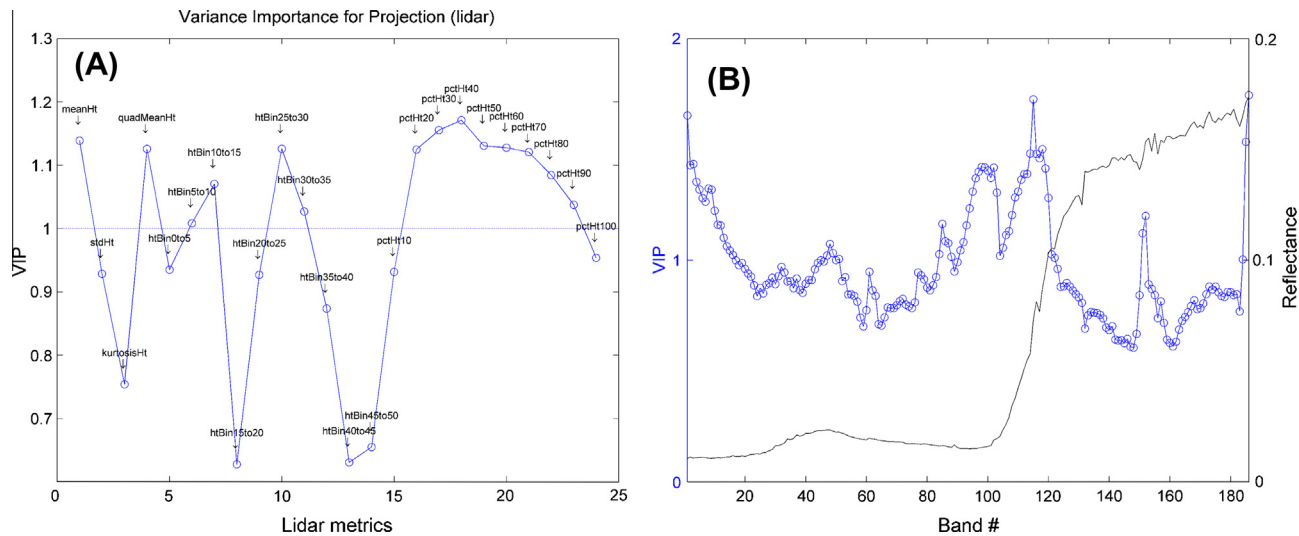 Variance Importance for Projection (lidar)
(A)
1.3
1.2
1.1
1
0.9
0.8
0.7
VIP
meanHt
stdHt
kurtosisHt
quadMeanHt
htBin0to5
htBin5to10
htBin10to15
htBin15to20
htBin20to25
htBin25to30
htBin30to35
htBin35to40
htBin40to45
htBin45to50
pctHt10
pctHt20
pctHt30
pctHt40
pctHt50
pctHt60
pctHt70
pctHt80
pctHt90
pctHt100
0 5 10 15 20 25
Lidar metrics
(B)
2
1
0
VIP
0.2
0.1
0
Reflectance
20 40 60 80 100 120 140 160 180
Band #